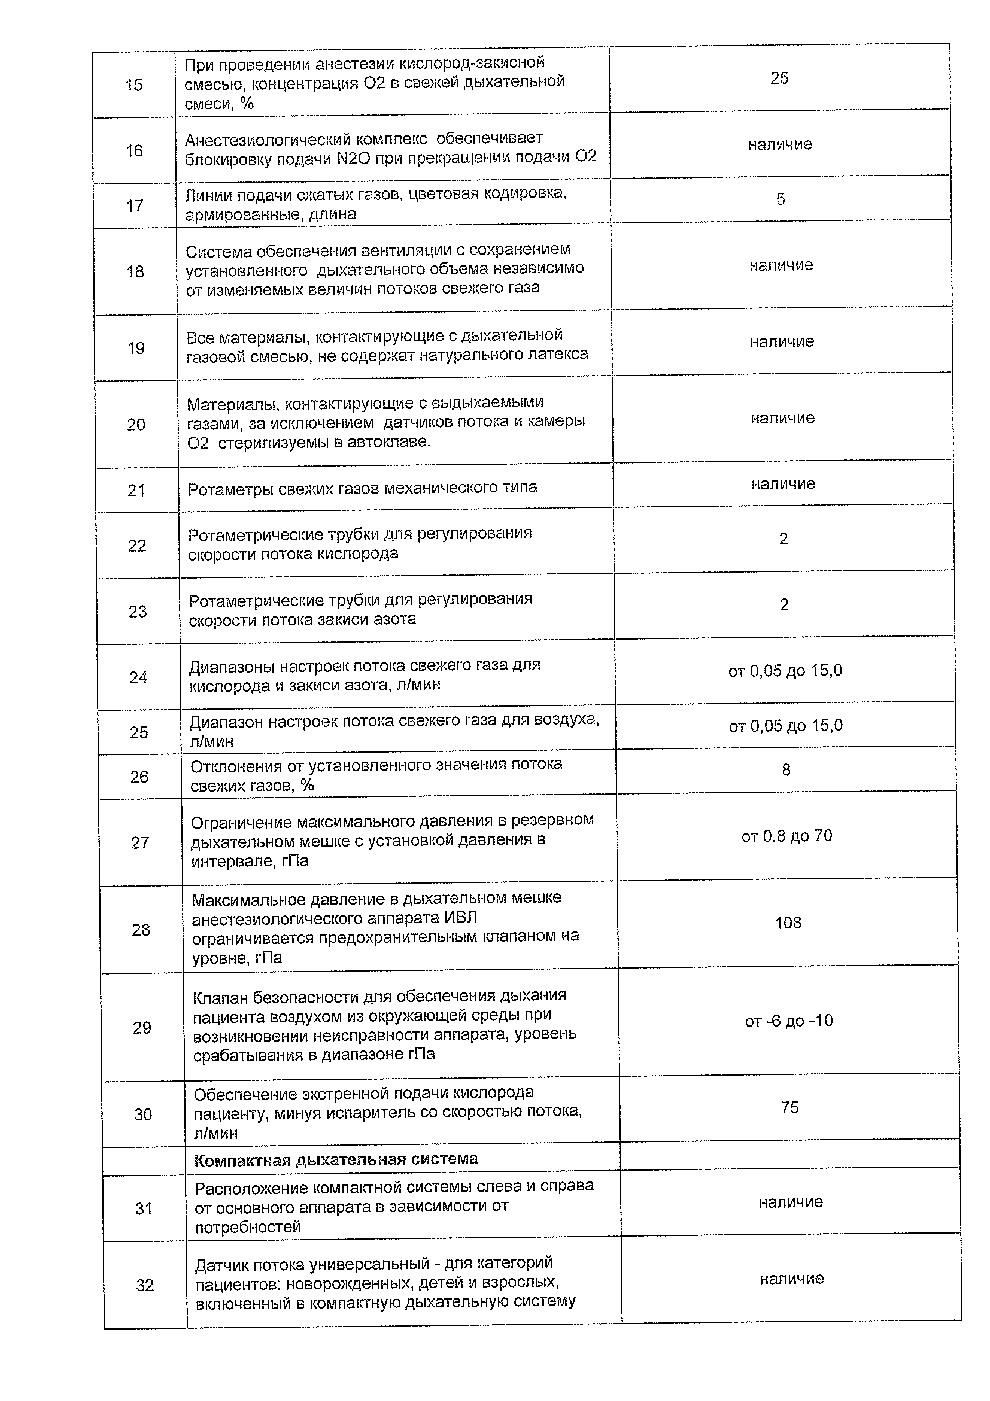 15
При проведении анестезии кислород-закисной
смесью, концентрация О2 в свежей дыхательной
смеси, %
25
16
Анестезиологический комплекс обеспечивает
блокировку подачи N2O при прекращении подачи О2
наличие
17
Линии подачи сжатых газов, цветовая кодировка,
армированные, длина
5
18
Система обеспечения вентиляции с сохранением
установленного дыхательного объема независимо
от изменяемых величин потоков свежего газа
наличие
19
Все материалы, контактирующие с дыхательной
газовой смесью, не содержат натурального латекса
наличие
20
Материалы, контактирующие с выдыхаемыми
газами, за исключением датчиков потока и камеры
О2 стерилизуемы в автоклаве.
наличие
21
Ротаметры свежих газов механического типа
наличие
22
Ротаметрические трубки для регулирования
скорости потока кислорода
2
23
Ротаметрические трубки для регулирования
скорости потока закиси азота
2
24
Диапазоны настроек потока свежего газа для
кислорода и закиси азота, л/мин
от 0,05 до 15,0
25
Диапазон настроек потока свежего газа для воздуха,
л/мин
от 0,05 до 15,0
26
Отклонения от установленного значения потока
свежих газов, %
8
27
Ограничение максимального давления в резервном
дыхательном мешке с установкой давления в
интервале, гПа
от 0.8 до 70
28
Максимальное давление в дыхательном мешке
анестезиологического аппарата ИВЛ
ограничивается предохранительным клапаном на
уровне, гПа
108
29
Клапан безопасности для обеспечения дыхания
пациента воздухом из окружающей среды при
возникновении неисправности аппарата, уровень
срабатывания в диапазоне гПа
от -6 до -10
30
Обеспечение экстренной подачи кислорода
пациенту, минуя испаритель со скоростью потока,
л/мин
75
Компактная дыхательная система
31
Расположение компактной системы слева и справа
от основного аппарата в зависимости от
потребностей
наличие
32
Датчик потока универсальный - для категорий
пациентов: новорожденных, детей и взрослых,
включенный в компактную дыхательную систему
наличие